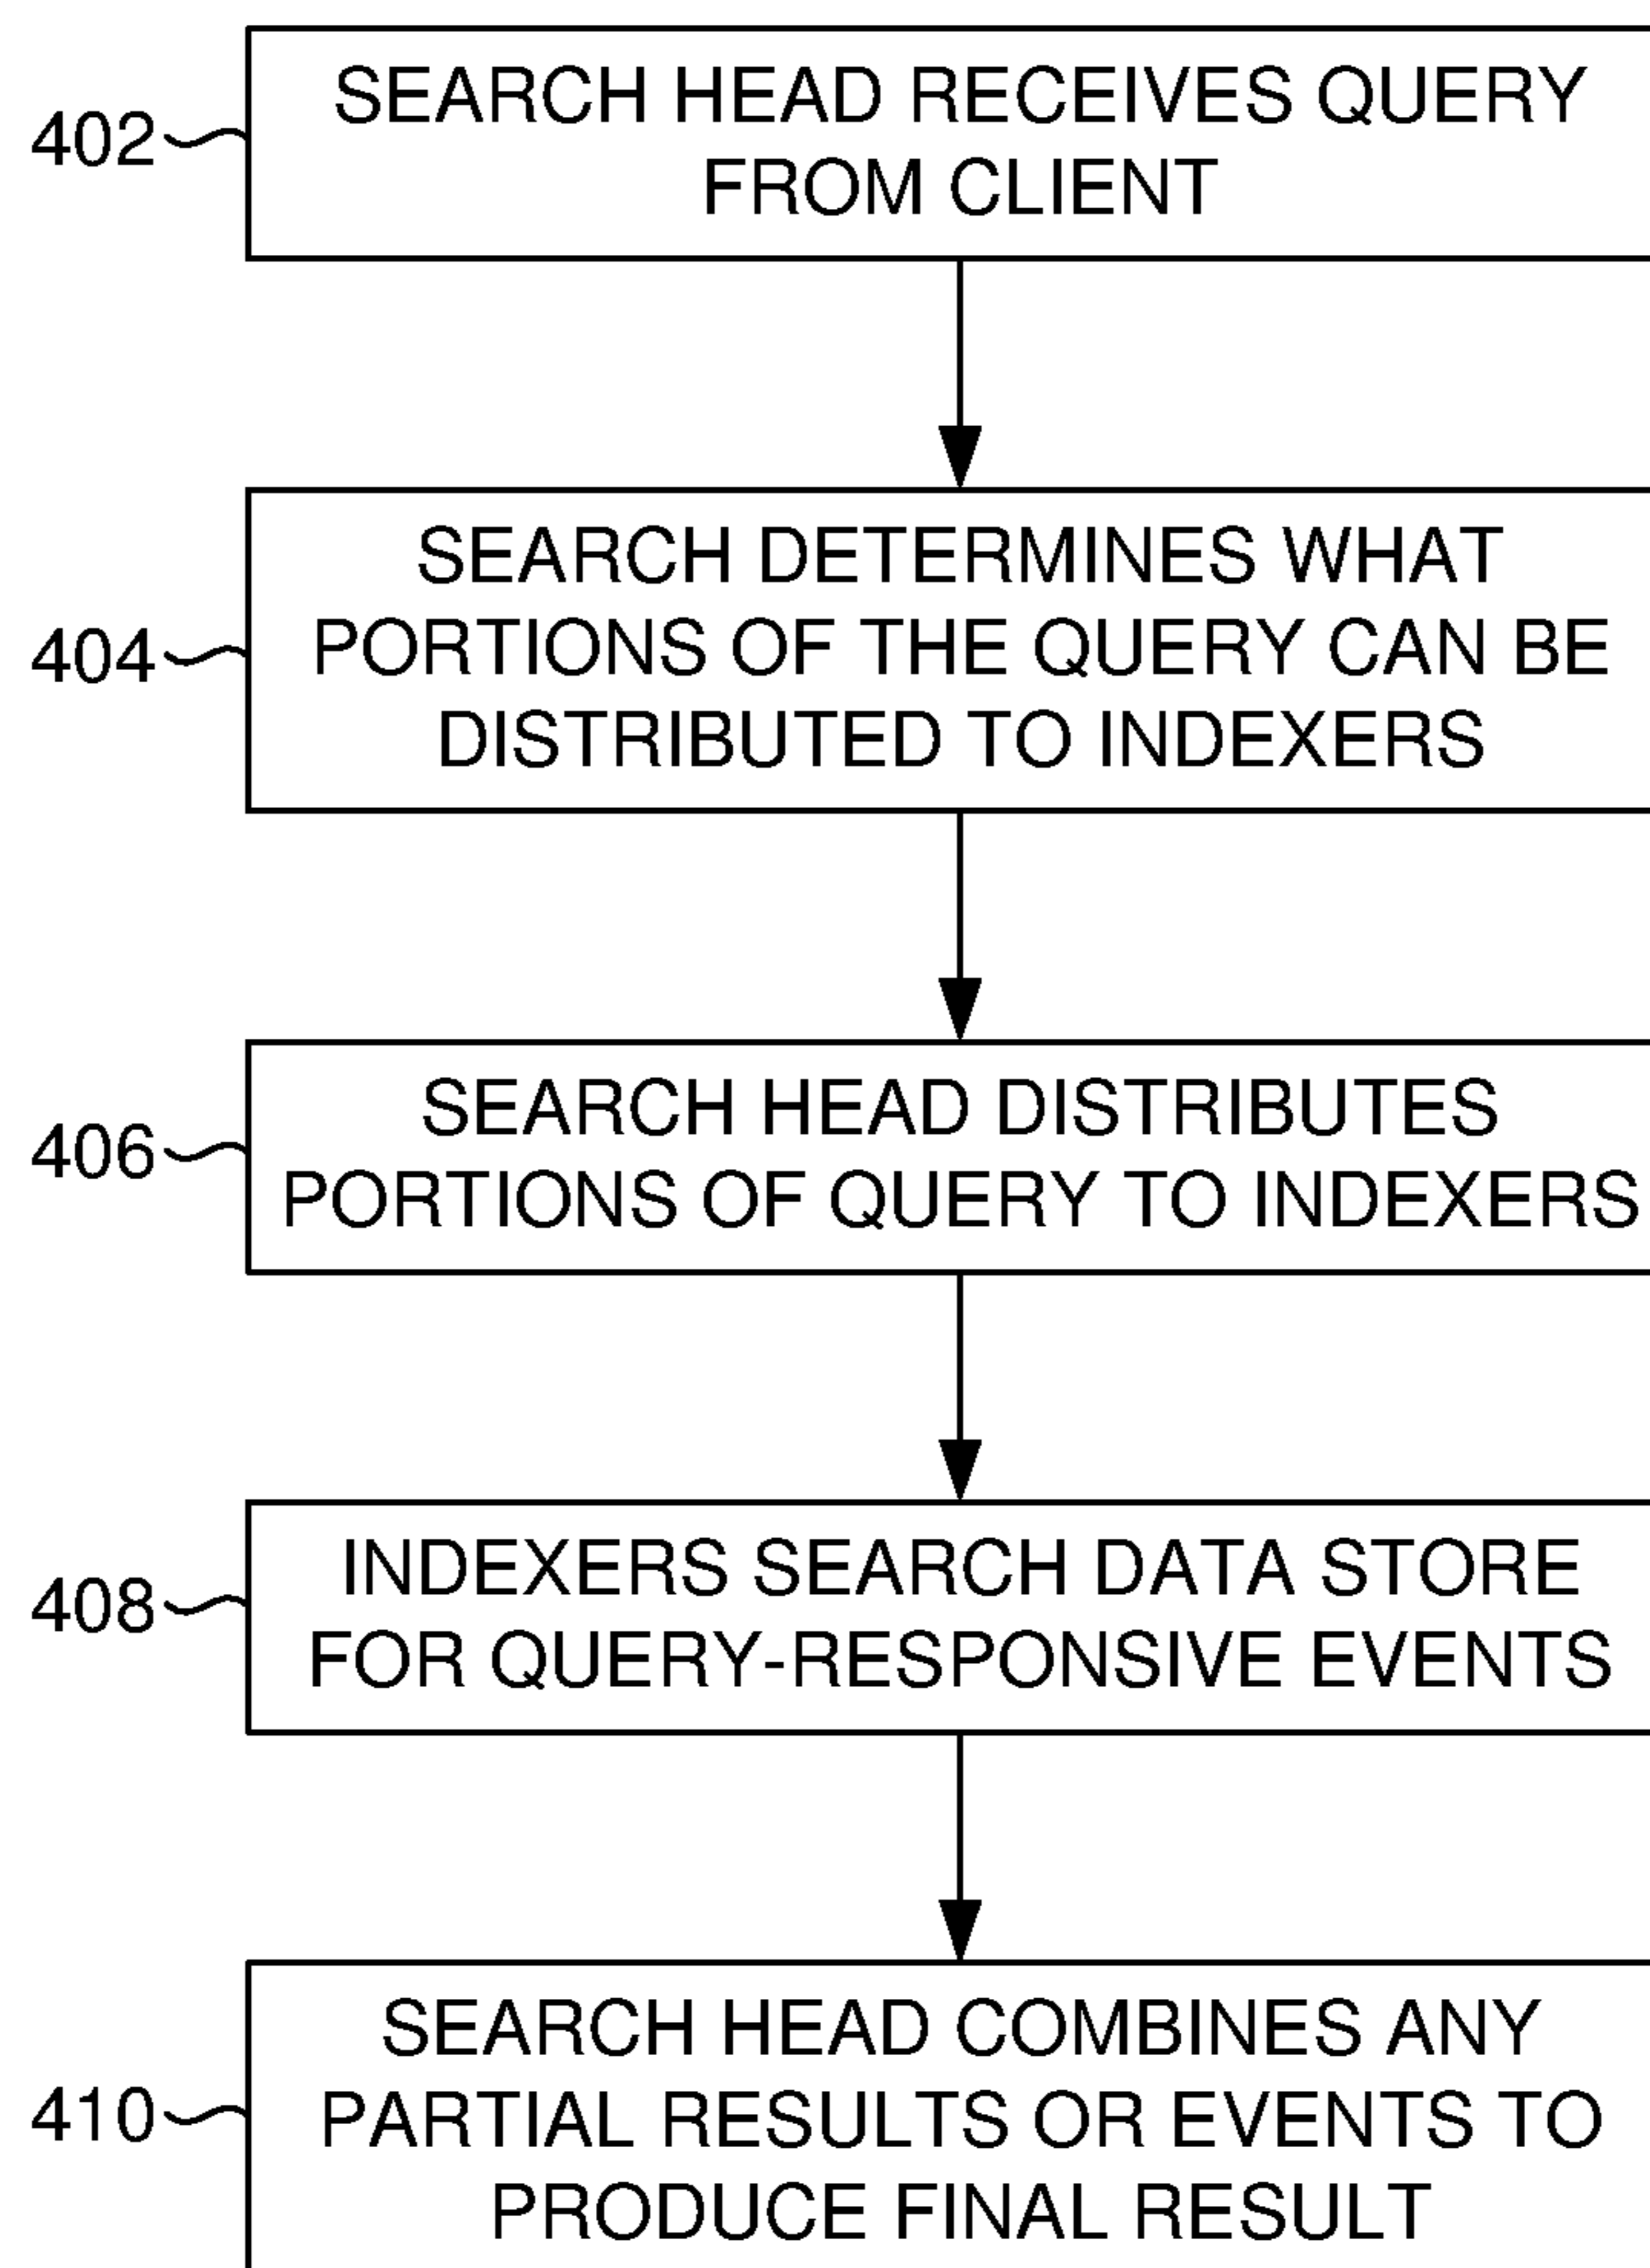 SEARCH HEAD RECEIVES QUERY
402
FROM CLIENT
SEARCH DETERMINES WHAT
404
PORTIONS OF THE QUERY CAN BE
DISTRIBUTED TO INDEXERS
SEARCH HEAD DISTRIBUTES
406
PORTIONS OF QUERY TO INDEXERS
INDEXERS SEARCH DATA STORE
408
FOR QUERY-RESPONSIVE EVENTS
SEARCH HEAD COMBINES ANY
410
PARTIAL RESULTS OR EVENTS TO
PRODUCE FINAL RESULT